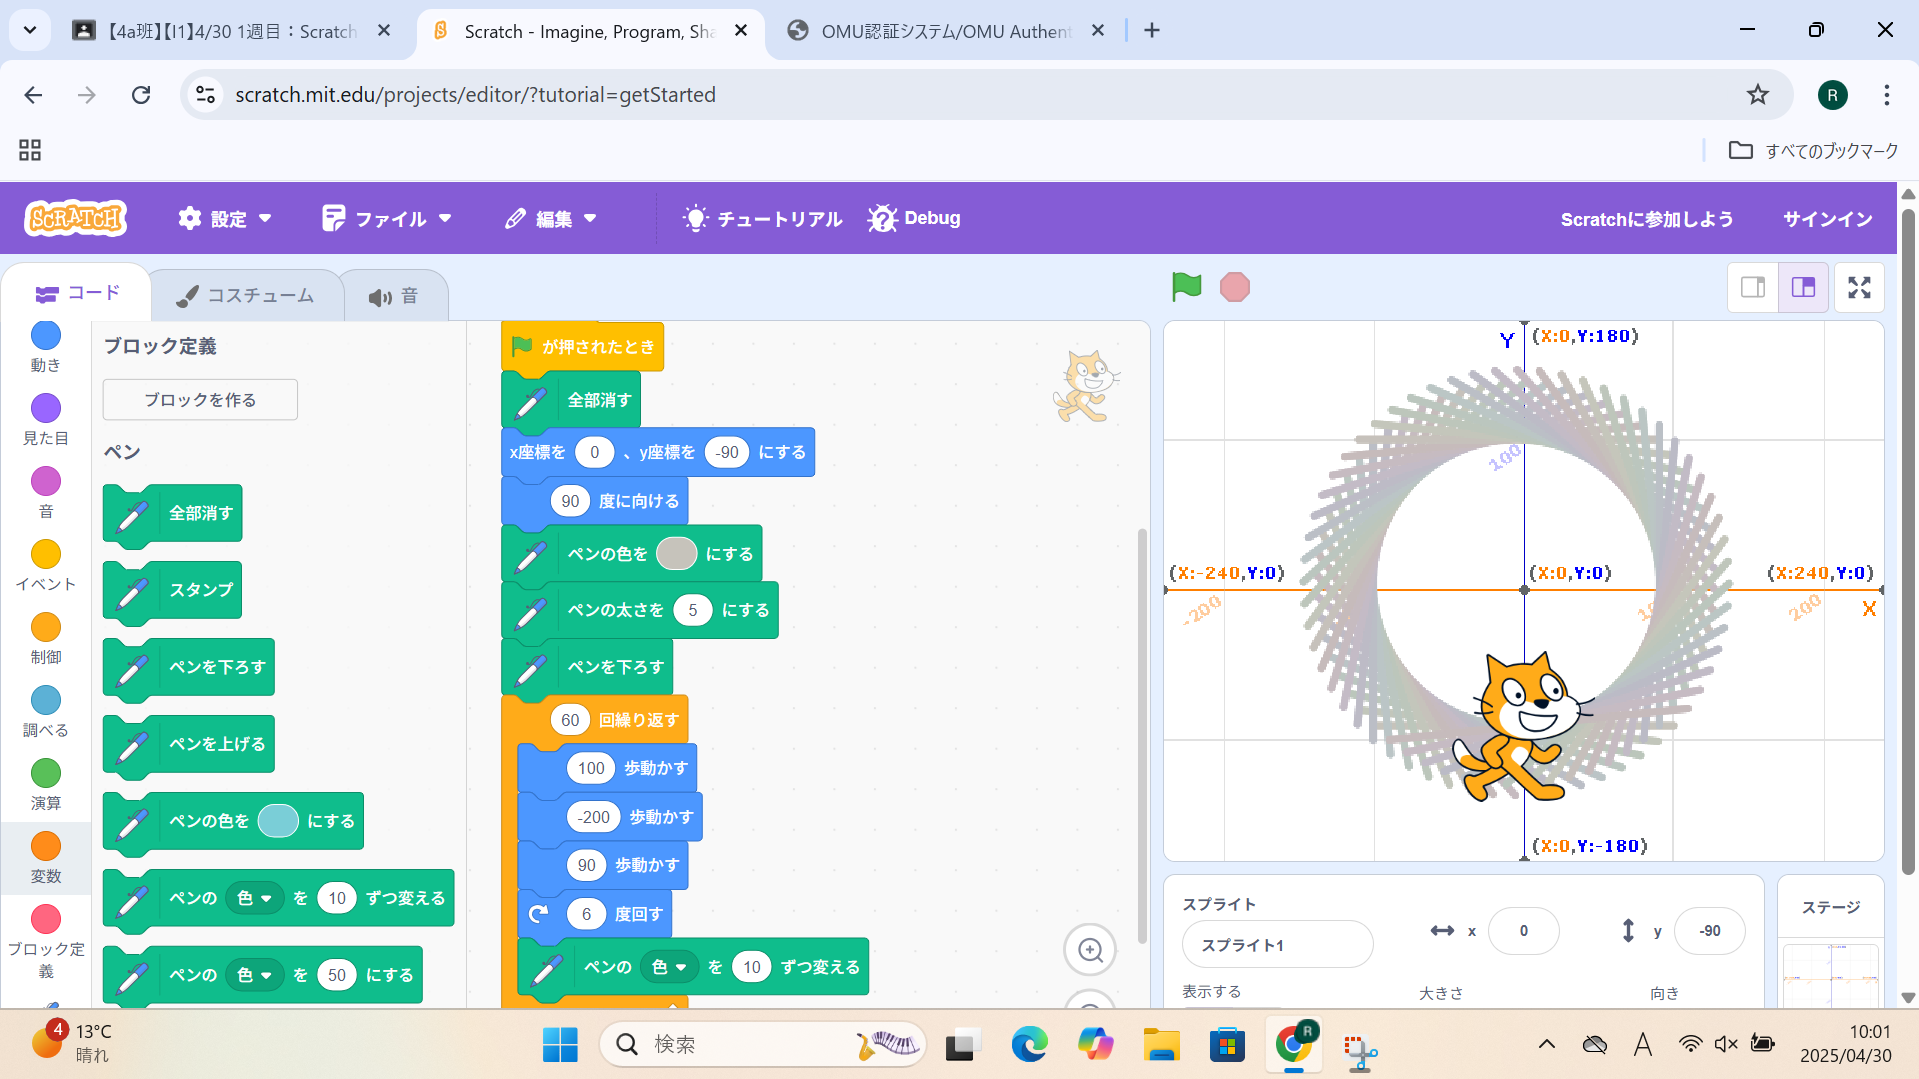 【4a班】【I1】4/30 1週目：Scratch
Scratch - Imagine, Program, Sha
OMU認証システム/OMU Authent
scratch.mit.edu/projects/editor/?tutorial=getStarted
R
すべてのブックマーク
SCRATCH
設定
ファイル
編集
チュートリアル
Debug
Scratchに参加しよう
サインイン
コード
コスチューム
音
動き
見た目
音
イベント
制御
調べる
演算
変数
ブロック定義
ブロック定義
ブロックを作る
ペン
全部消す
スタンプ
ペンを下ろす
ペンを上げる
ペンの色を にする
ペンの 色 を 10 ずつ変える
ペンの 色 を 50 にする
が押されたとき
全部消す
x座標を 0 、y座標を -90 にする
90 度に向ける
ペンの色を にする
ペンの太さを 5 にする
ペンを下ろす
60 回繰り返す
100 歩動かす
-200 歩動かす
90 歩動かす
6 度回す
ペンの 色 を 10 ずつ変える
Y
(X:0,Y:180)
100
(X:-240,Y:0)
(X:0,Y:0)
(X:240,Y:0)
-200
200
X
(X:0,Y:-180)
スプライト
スプライト1
x
0
y
-90
表示する
大きさ
向き
ステージ
4
13°C
晴れ
検索
R
A
10:01
2025/04/30